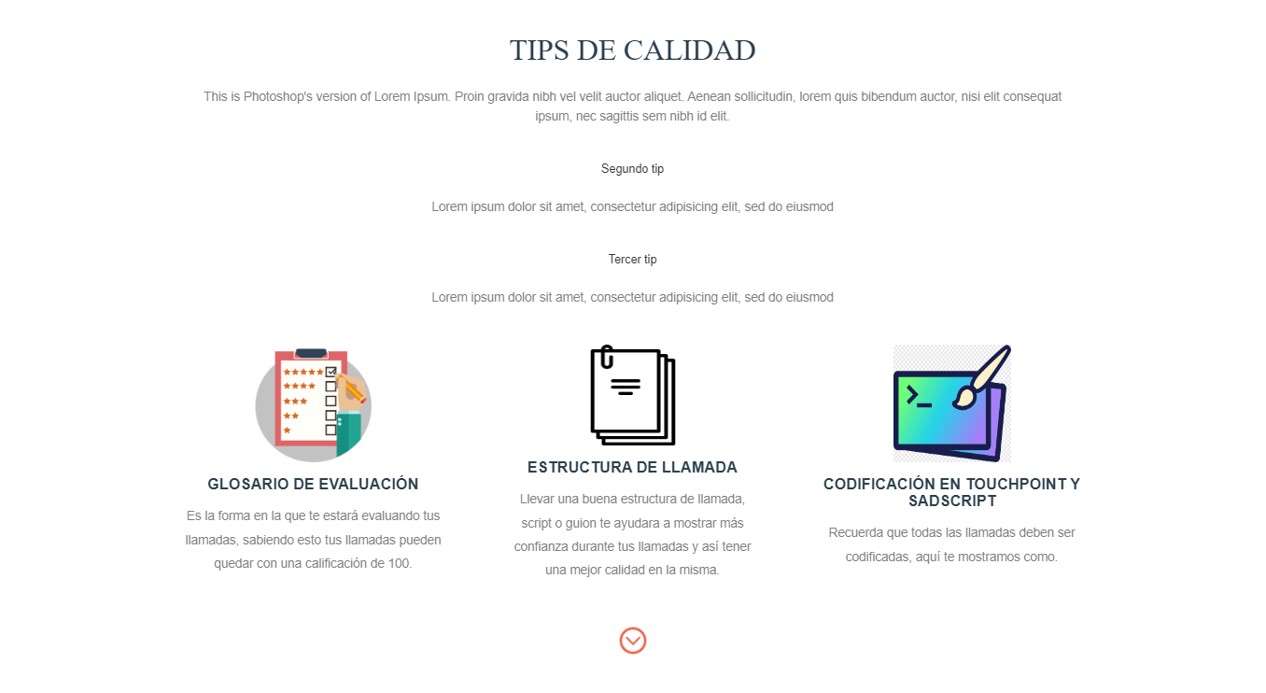 TIPS DE CALIDAD
This is Photoshop's version of Lorem Ipsum. Proin gravida nibh vel velit auctor aliquet. Aenean sollicitudin, lorem quis bibendum auctor, nisi elit consequat
ipsum, nec sagittis sem nibh id elit.
Segundo tip
Lorem ipsum dolor sit amet, consectetur adipisicing elit, sed do eiusmod
Tercer tip
Lorem ipsum dolor sit amet, consectetur adipisicing elit, sed do eiusmod
GLOSARIO DE EVALUACIÓN
Es la forma en la que te estará evaluando tus
llamadas, sabiendo esto tus llamadas pueden
quedar con una calificación de 100.
ESTRUCTURA DE LLAMADA
Llevar una buena estructura de llamada,
script o guion te ayudara a mostrar más
confianza durante tus llamadas y así tener
una mejor calidad en la misma.
CODIFICACIÓN EN TOUCHPOINT Y
SADSCRIPT
Recuerda que todas las llamadas deben ser
codificadas, aquí te mostramos como.